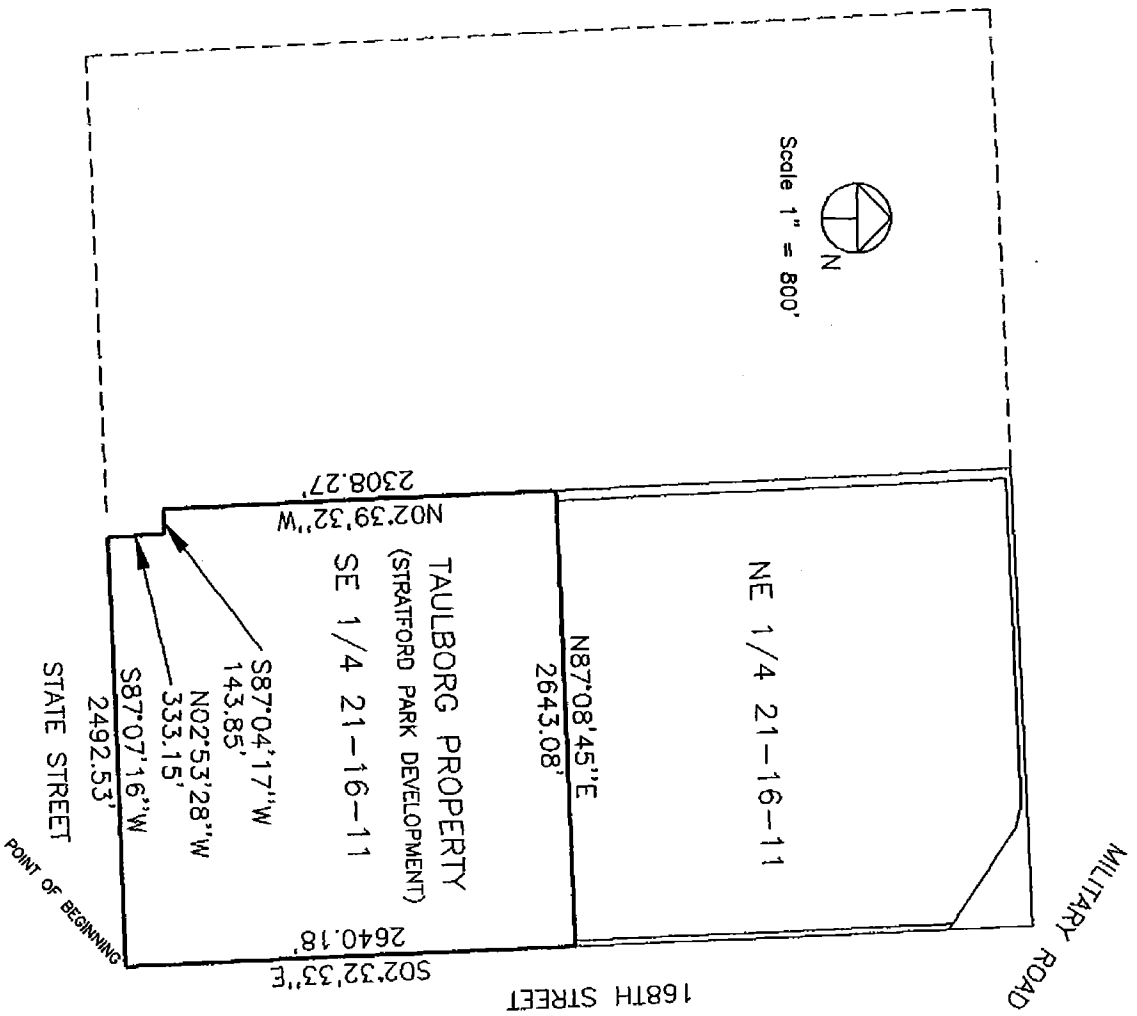 MILITARY ROAD
Scale 1" = 800'
N
NE 1/4 21-16-11
N87°08'45"E
2643.08'
168TH STREET
2308.27'
N02°39'32"W
TAULBORG PROPERTY
(STRATFORD PARK DEVELOPMENT)
SE 1/4 21-16-11
2640.18'
S02°32'33"E
S87°04'17"W
143.85'
N02°53'28"W
333.15'
S87°07'16"W
2492.53'
STATE STREET
POINT OF BEGINNING